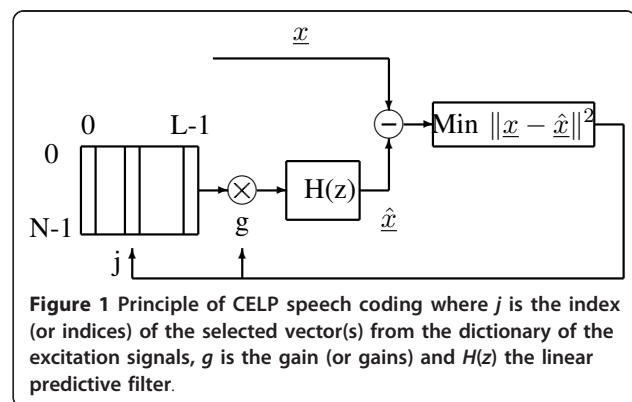 x
0
L-1
0
N-1
j
g
H(z)
x̂
−
×
Min ‖x − x̂‖²
Figure 1 Principle of CELP speech coding where j is the index
(or indices) of the selected vector(s) from the dictionary of the
excitation signals, g is the gain (or gains) and H(z) the linear
predictive filter.